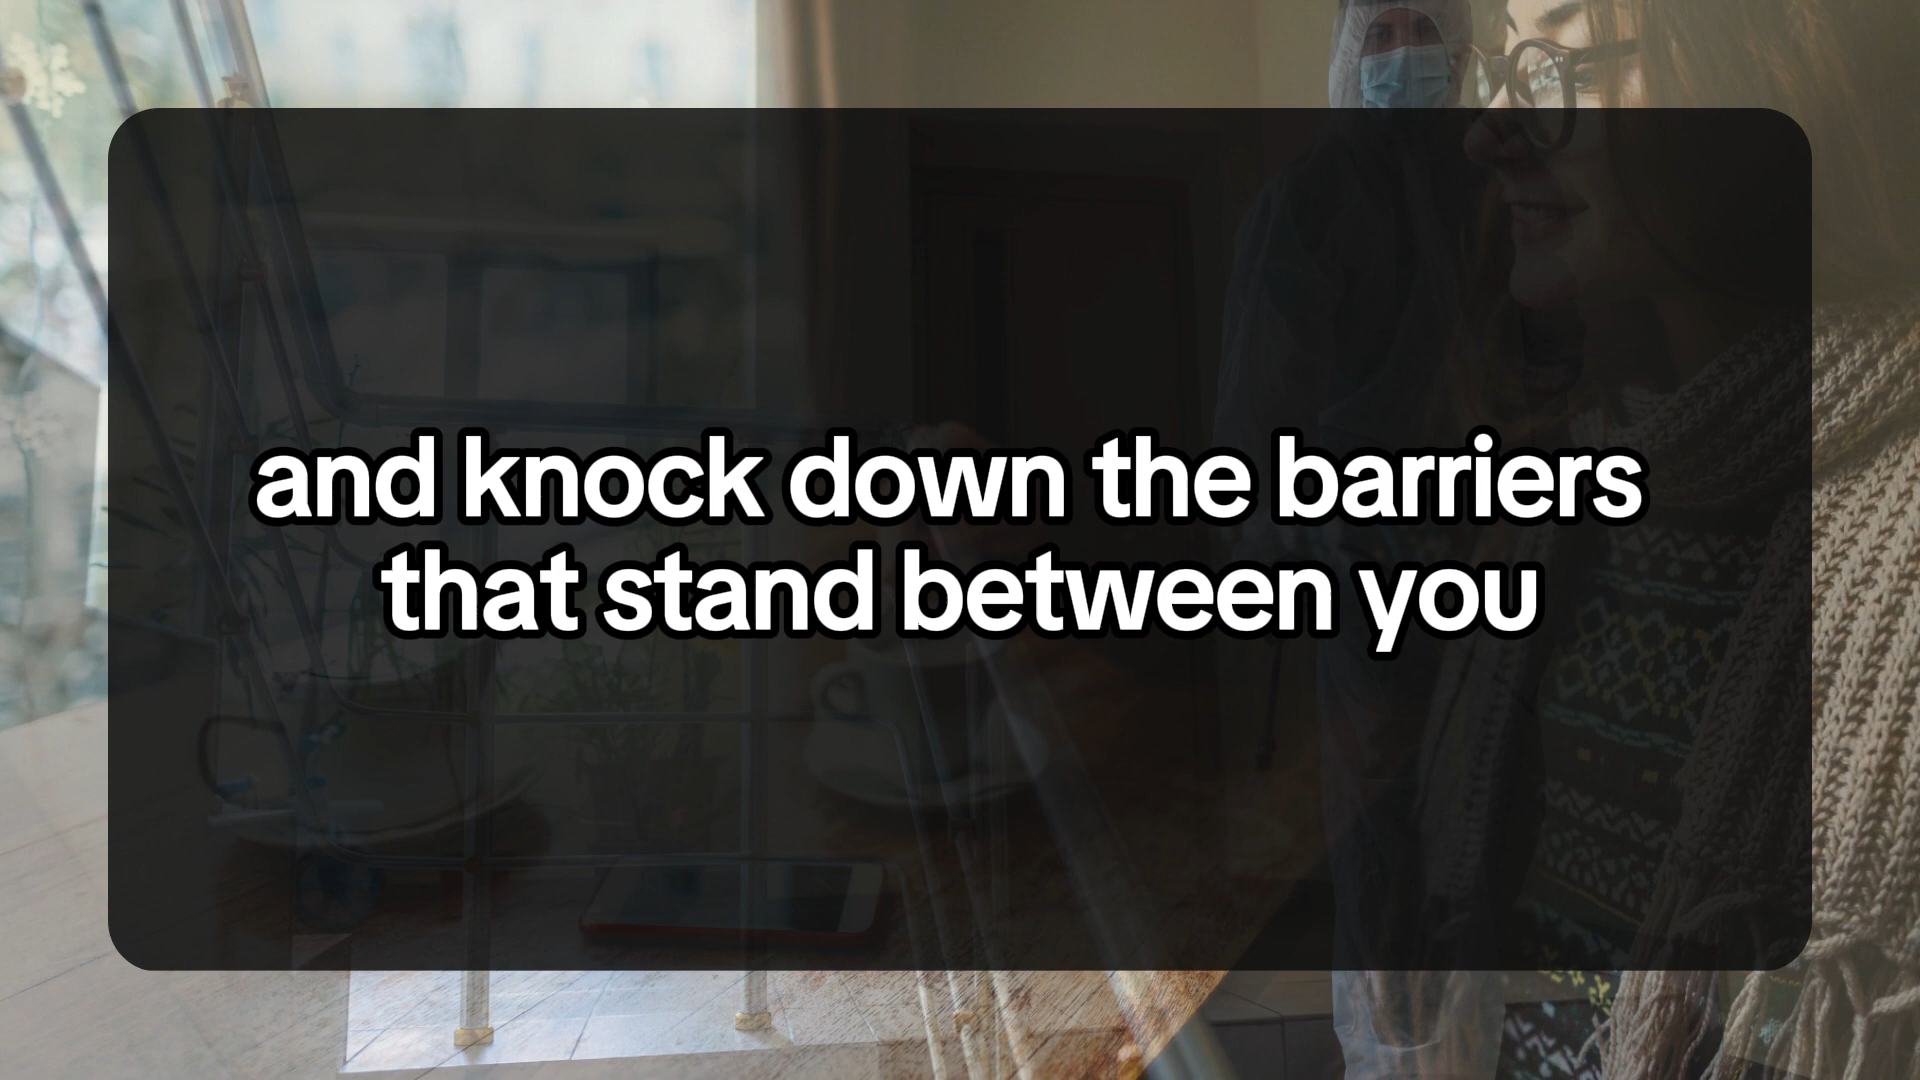 and knock down the barriers
that stand between you